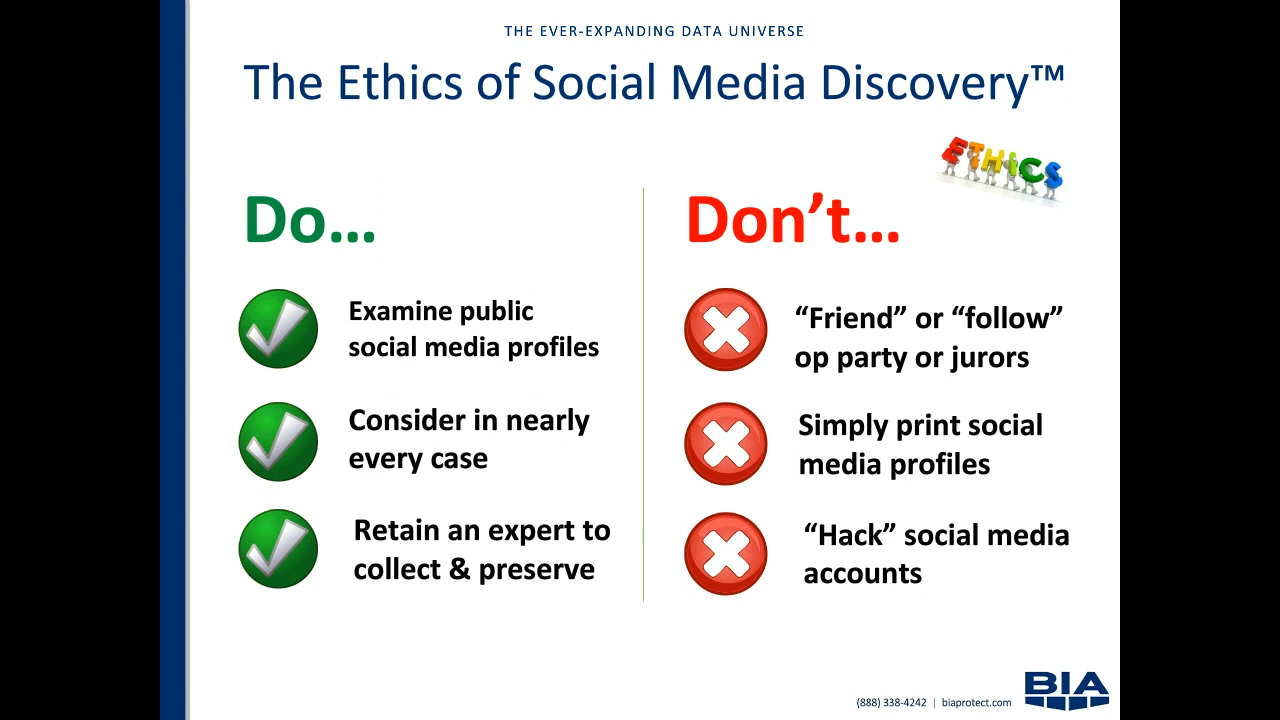 THE EVER-EXPANDING DATA UNIVERSE
The Ethics of Social Media Discovery™
ETHICS
Do…
Examine public
social media profiles
Consider in nearly
every case
Retain an expert to
collect & preserve
Don’t…
“Friend” or “follow”
op party or jurors
Simply print social
media profiles
“Hack” social media
accounts
(888) 338-4242 | biaprotect.com
BIA